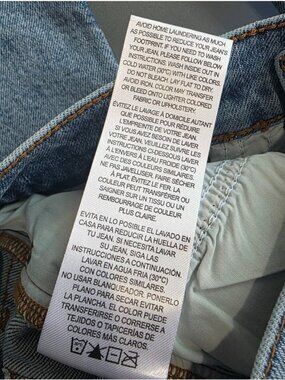 AVOID HOME LAUNDERING AS MUCH
AS POSSIBLE TO REDUCE YOUR JEAN'S
FOOTPRINT. IF YOU NEED TO WASH
YOUR JEAN, PLEASE FOLLOW
INSTRUCTIONS. WASH INSIDE OUT IN
COLD WATER (30°C) WITH LIKE COLORS.
DO NOT BLEACH. LAY FLAT TO DRY.
AVOID IRON, COLOR MAY TRANSFER
OR BLEED ONTO LIGHTER COLORED
FABRIC OR UPHOLSTERY.
ÉVITEZ LE LAVAGE À DOMICILE AUTANT
QUE POSSIBLE POUR RÉDUIRE
L'EMPREINTE DE VOTRE JEAN.
SI VOUS AVEZ BESOIN DE LAVER
VOTRE JEAN, VEUILLEZ SUIVRE LES
INSTRUCTIONS CI-DESSOUS. LAVER
À L'ENVERS À L'EAU FROIDE (30°C)
AVEC DES COULEURS SIMILAIRES.
NE PAS JAVELLISER. FAIRE SÉCHER
À PLAT. ÉVITEZ LE FER, LA
COULEUR PEUT TRANSFÉRER OU
SAIGNER SUR UN TISSU OU UN
REMBOURRAGE DE COULEUR
PLUS CLAIRE.
EVITA EN LO POSIBLE EL LAVADO EN
CASA PARA REDUCIR LA HUELLA DE
TU JEAN. SI NECESITA LAVAR
SU JEAN, SIGA LAS
INSTRUCCIONES A CONTINUACIÓN.
LAVAR EN AGUA FRIA (30°C)
CON COLORES SIMILARES.
NO USAR BLANQUEADOR. PONERLO
PLANO PARA SECAR EVITAR
LA PLANCHA. EL COLOR PUEDE
TRANSFERIRSE O CORRERSE A
TEJIDOS O TAPICERÍAS DE
COLORES MÁS CLAROS.